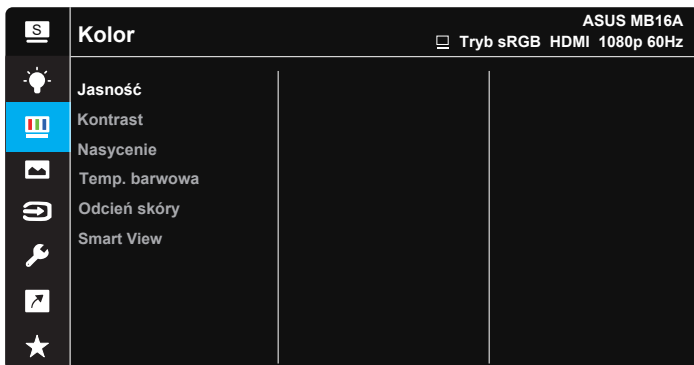 S
Kolor
ASUS MB16A
Tryb sRGB HDMI 1080p 60Hz
Jasność
Kontrast
Nasycenie
Temp. barwowa
Odcień skóry
Smart View